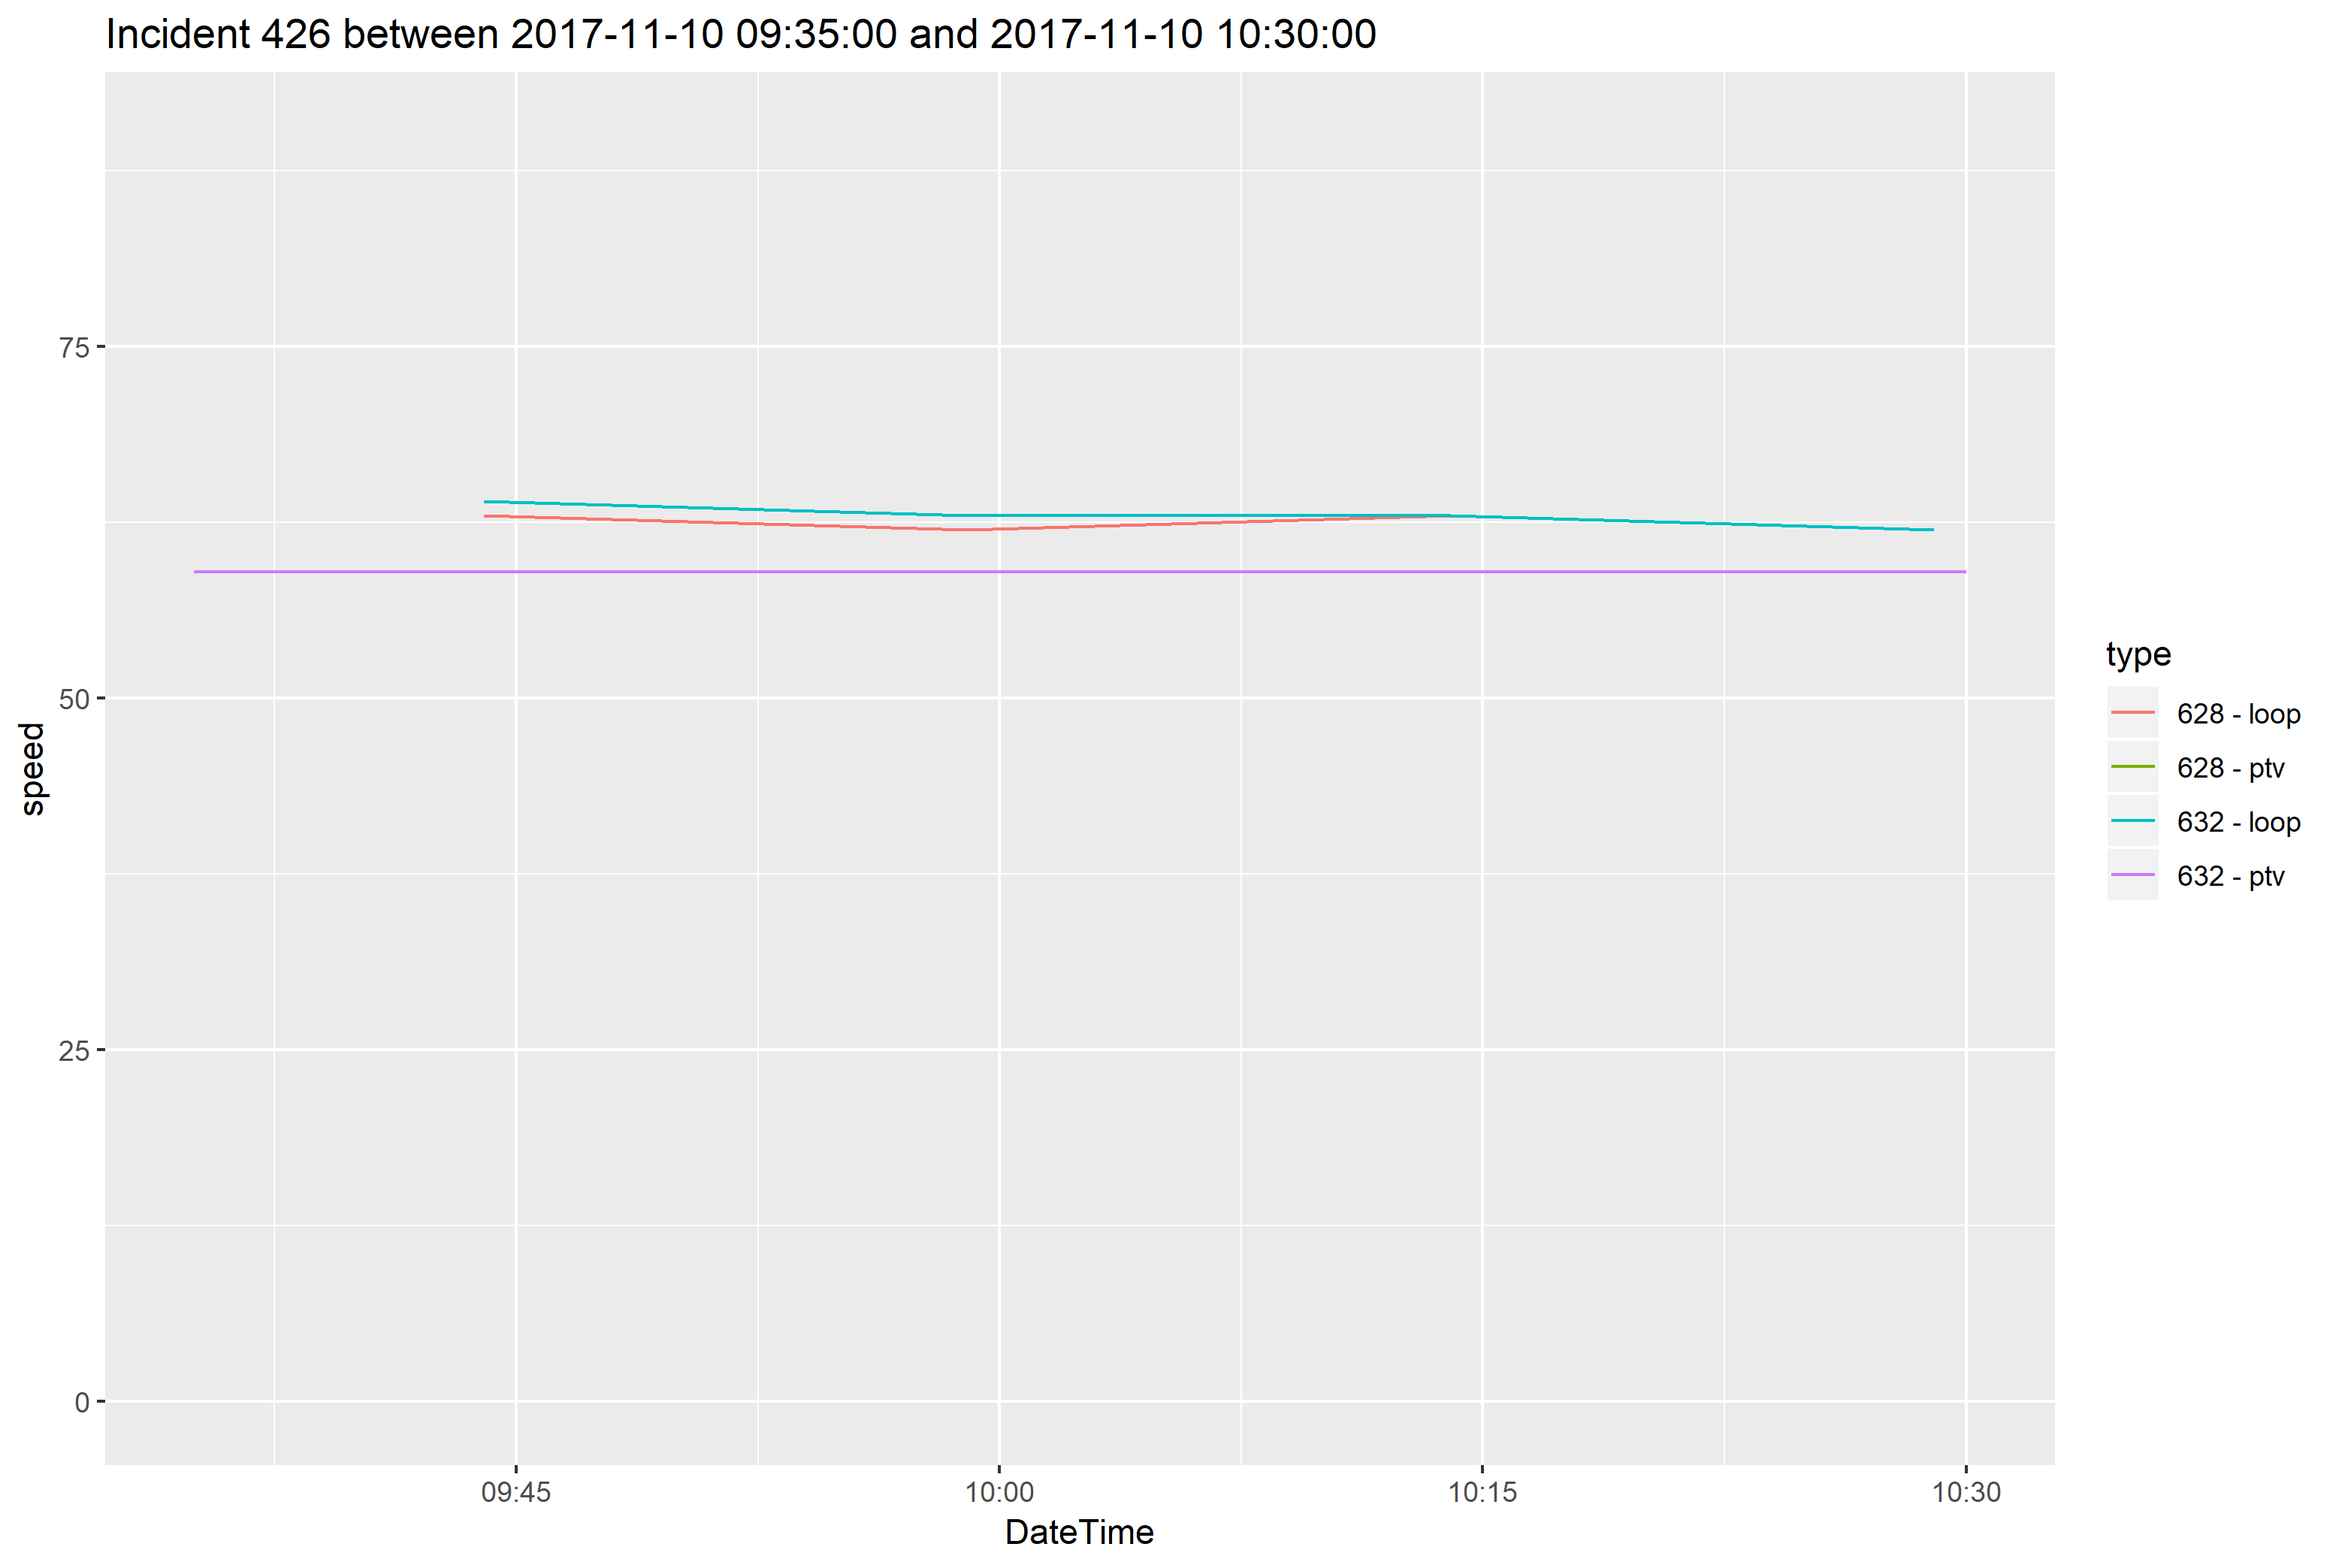 Incident 426 between 2017-11-10 09:35:00 and 2017-11-10 10:30:00
75
50
25
0
speed
09:45 10:00 10:15 10:30
DateTime
type
628 - loop
628 - ptv
632 - loop
632 - ptv